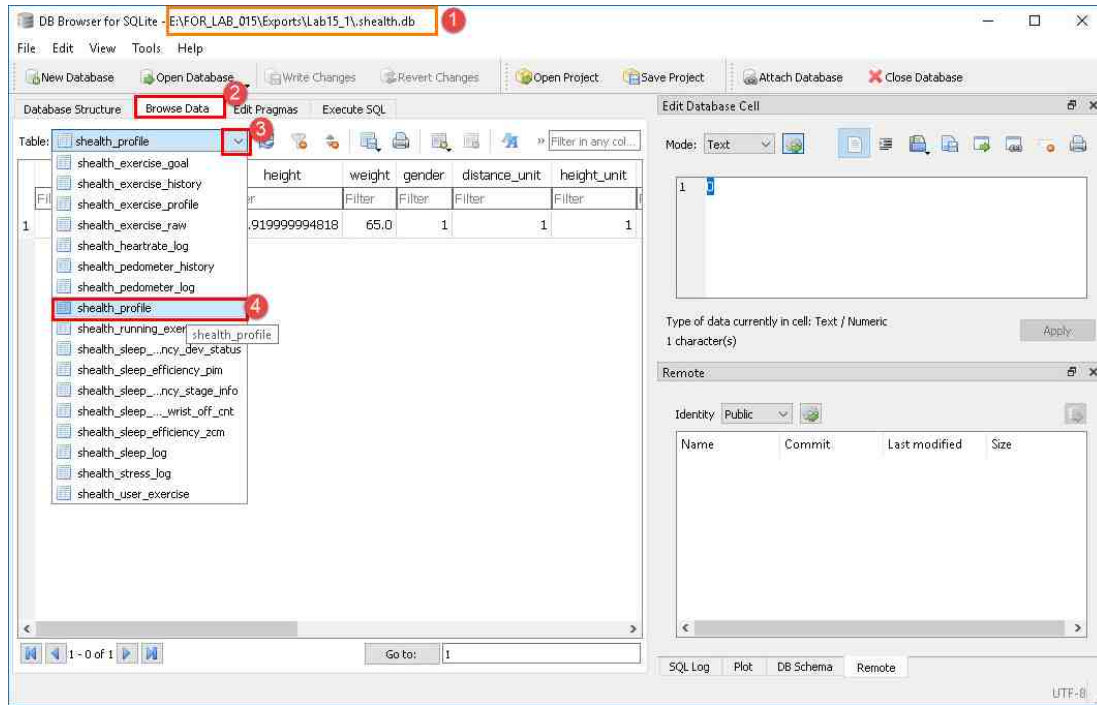 DB Browser for SQLite - E:\FOR_LAB_015\Exports\Lab15_1\.shealth.db 1
File Edit View Tools Help
New Database Open Database Write Changes Revert Changes Open Project Save Project Attach Database Close Database
2
Database Structure Browse Data Edit Pragmas Execute SQL
3
Table: shealth_profile » Filter in any col...
height weight gender distance_unit height_unit
Filter Filter Filter Filter
1 .919999994818 65.0 1 1 1
shealth_exercise_goal
shealth_exercise_history
shealth_exercise_profile
shealth_exercise_raw
shealth_heartrate_log
shealth_pedometer_history
shealth_pedometer_log
shealth_profile 4
shealth_running_exer
shealth_profile
shealth_sleep_...ncy_dev_status
shealth_sleep_efficiency_pim
shealth_sleep_...ncy_stage_info
shealth_sleep_..._wrist_off_cnt
shealth_sleep_efficiency_zcm
shealth_sleep_log
shealth_stress_log
shealth_user_exercise
1 - 0 of 1 Go to: 1
Edit Database Cell
Mode: Text
1 0
Type of data currently in cell: Text / Numeric
1 character(s)
Apply
Remote
Identity Public
Name Commit Last modified Size
SQL Log Plot DB Schema Remote
UTF-8